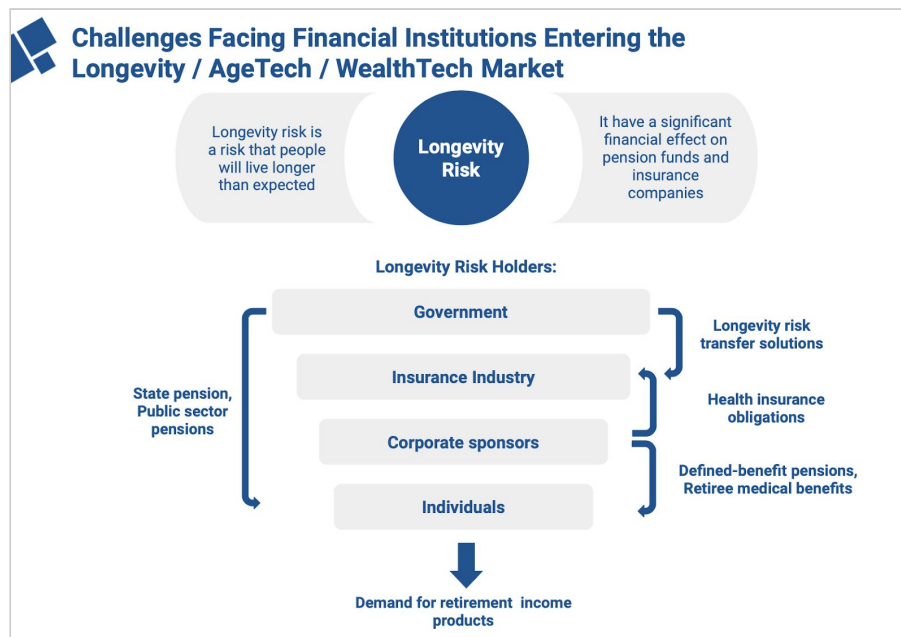 Challenges Facing Financial Institutions Entering the
Longevity / AgeTech / WealthTech Market
Longevity risk is
a risk that people
will live longer
than expected
Longevity
Risk
It have a significant
financial effect on
pension funds and
insurance
companies
Longevity Risk Holders:
Government
Insurance Industry
Corporate sponsors
Individuals
State pension,
Public sector
pensions
Longevity risk
transfer solutions
Health insurance
obligations
Defined-benefit pensions,
Retiree medical benefits
Demand for retirement income
products